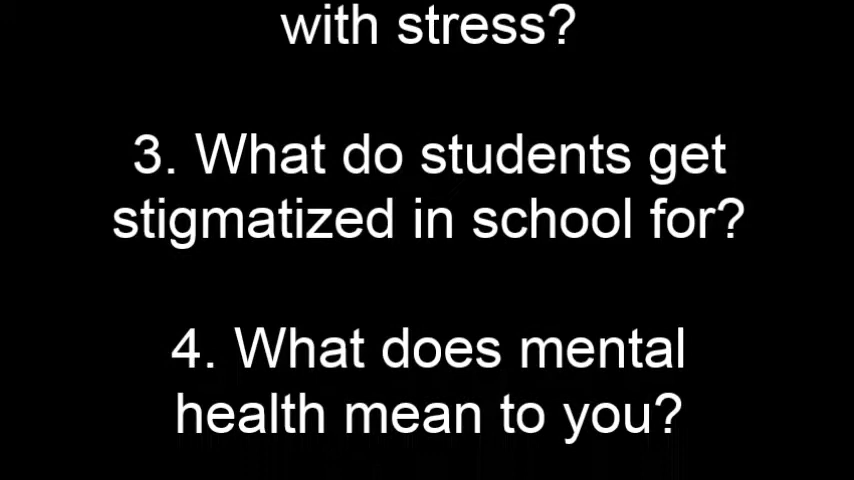 with stress?
3. What do students get
stigmatized in school for?
4. What does mental
health mean to you?